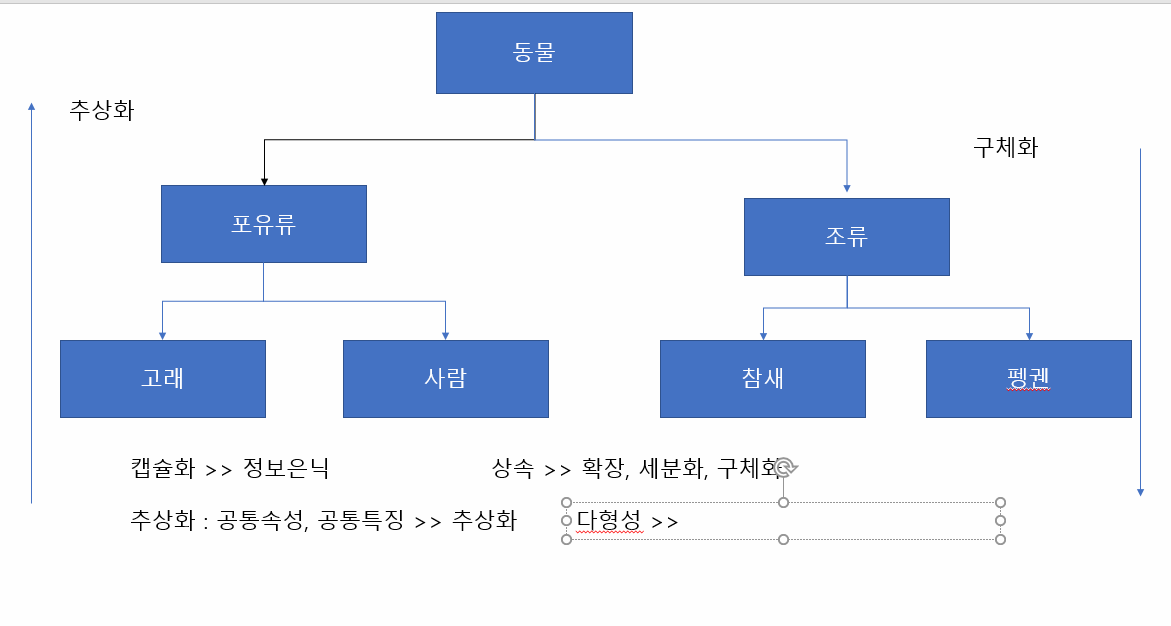 동물
추상화
구체화
포유류
조류
고래
사람
참새
펭귄
캡슐화 >> 정보은닉
상속 >> 확장, 세분화, 구체화
추상화 : 공통속성, 공통특징 >> 추상화
다형성 >>